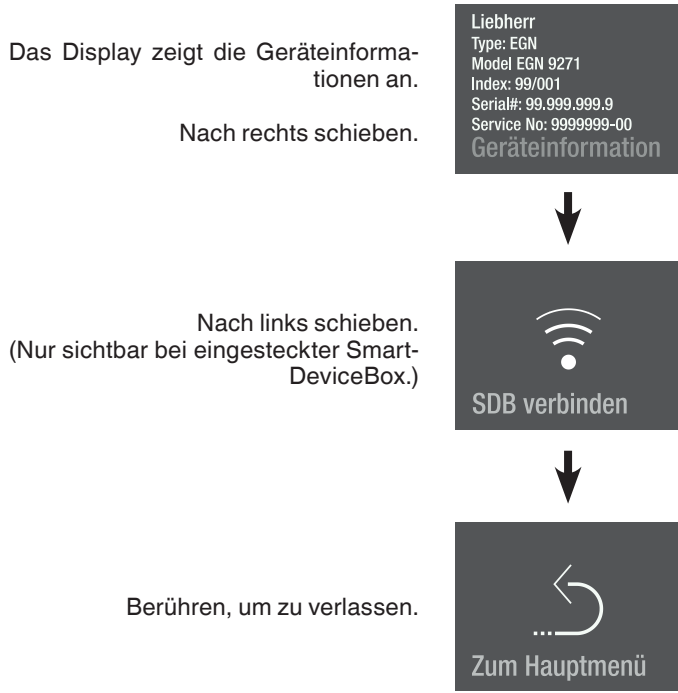 Das Display zeigt die Geräteinforma-
tionen an.
Nach rechts schieben.
Liebherr
Type: EGN
Model EGN 9271
Index: 99/001
Serial#: 99.999.999.9
Service No: 9999999-00
Geräteinformation
Nach links schieben.
(Nur sichtbar bei eingesteckter Smart-
DeviceBox.)
SDB verbinden
Berühren, um zu verlassen.
Zum Hauptmenü